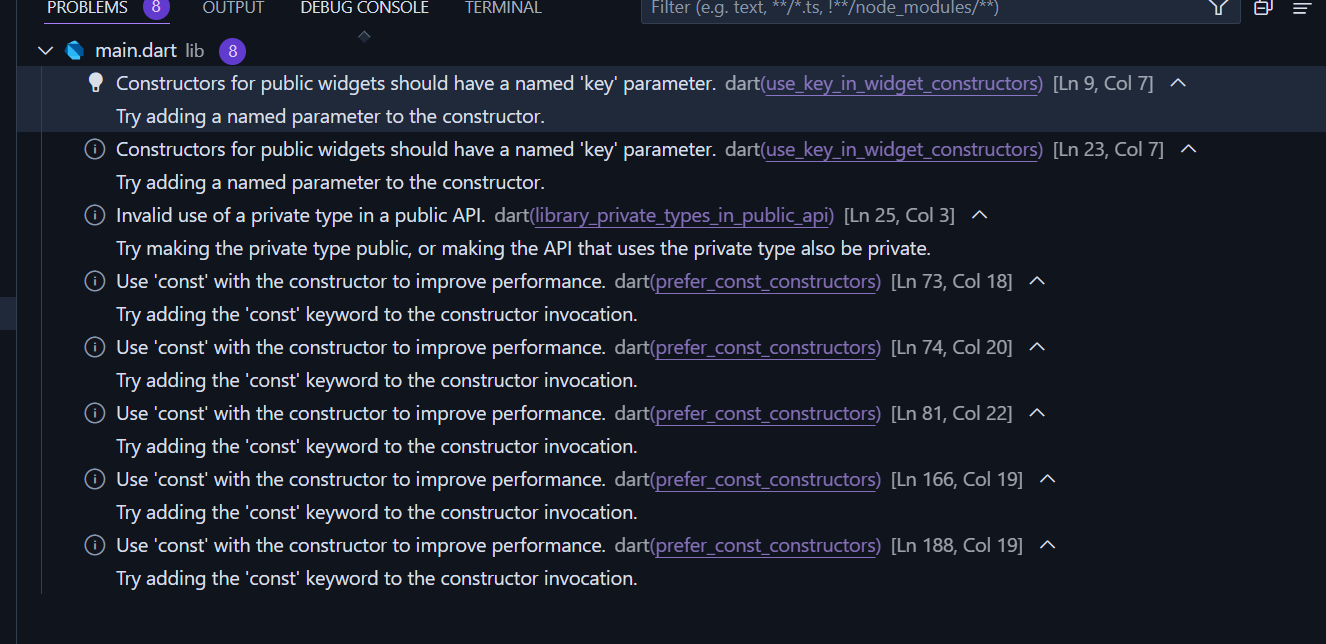 PROBLEMS 8 OUTPUT DEBUG CONSOLE TERMINAL Filter (e.g. text, **/*.ts, !**/node_modules/**)
main.dart lib 8
Constructors for public widgets should have a named 'key' parameter. dart(use_key_in_widget_constructors) [Ln 9, Col 7]
Try adding a named parameter to the constructor.
Constructors for public widgets should have a named 'key' parameter. dart(use_key_in_widget_constructors) [Ln 23, Col 7]
Try adding a named parameter to the constructor.
Invalid use of a private type in a public API. dart(library_private_types_in_public_api) [Ln 25, Col 3]
Try making the private type public, or making the API that uses the private type also be private.
Use 'const' with the constructor to improve performance. dart(prefer_const_constructors) [Ln 73, Col 18]
Try adding the 'const' keyword to the constructor invocation.
Use 'const' with the constructor to improve performance. dart(prefer_const_constructors) [Ln 74, Col 20]
Try adding the 'const' keyword to the constructor invocation.
Use 'const' with the constructor to improve performance. dart(prefer_const_constructors) [Ln 81, Col 22]
Try adding the 'const' keyword to the constructor invocation.
Use 'const' with the constructor to improve performance. dart(prefer_const_constructors) [Ln 166, Col 19]
Try adding the 'const' keyword to the constructor invocation.
Use 'const' with the constructor to improve performance. dart(prefer_const_constructors) [Ln 188, Col 19]
Try adding the 'const' keyword to the constructor invocation.